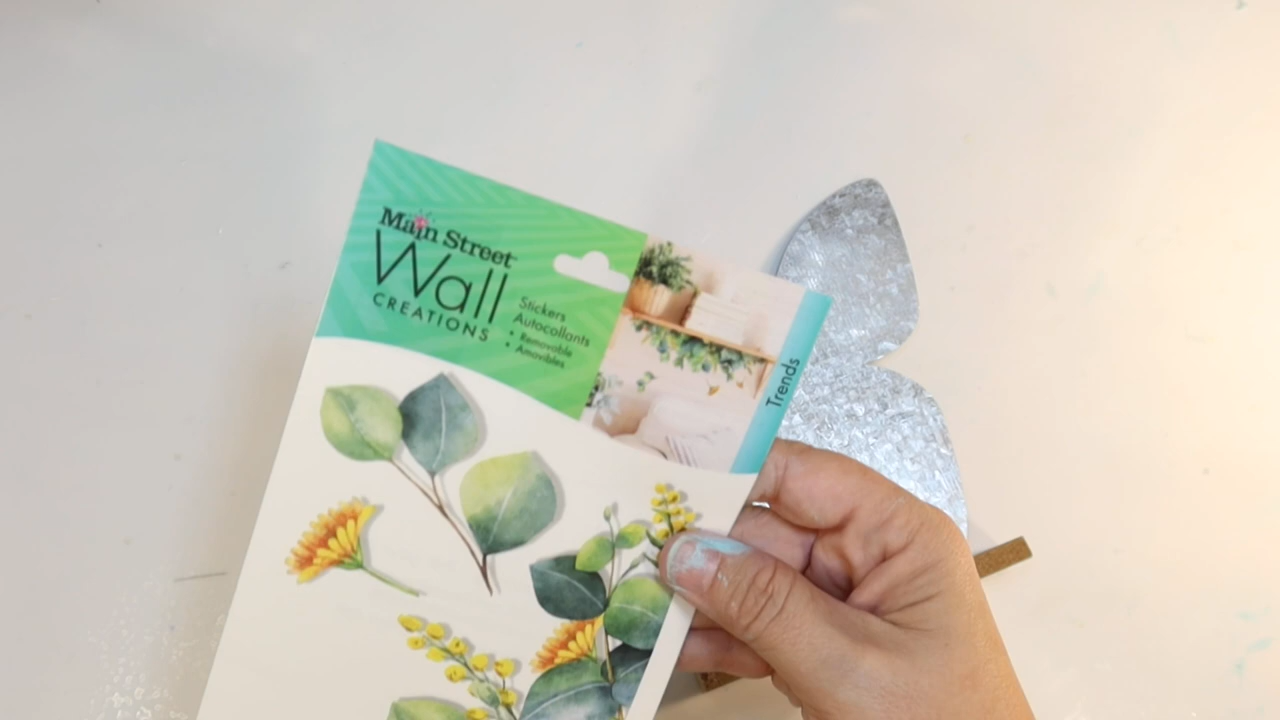 Main Street
Wall
CREATIONS
Stickers
Autocollants
• Removable
• Amovibles
Trends